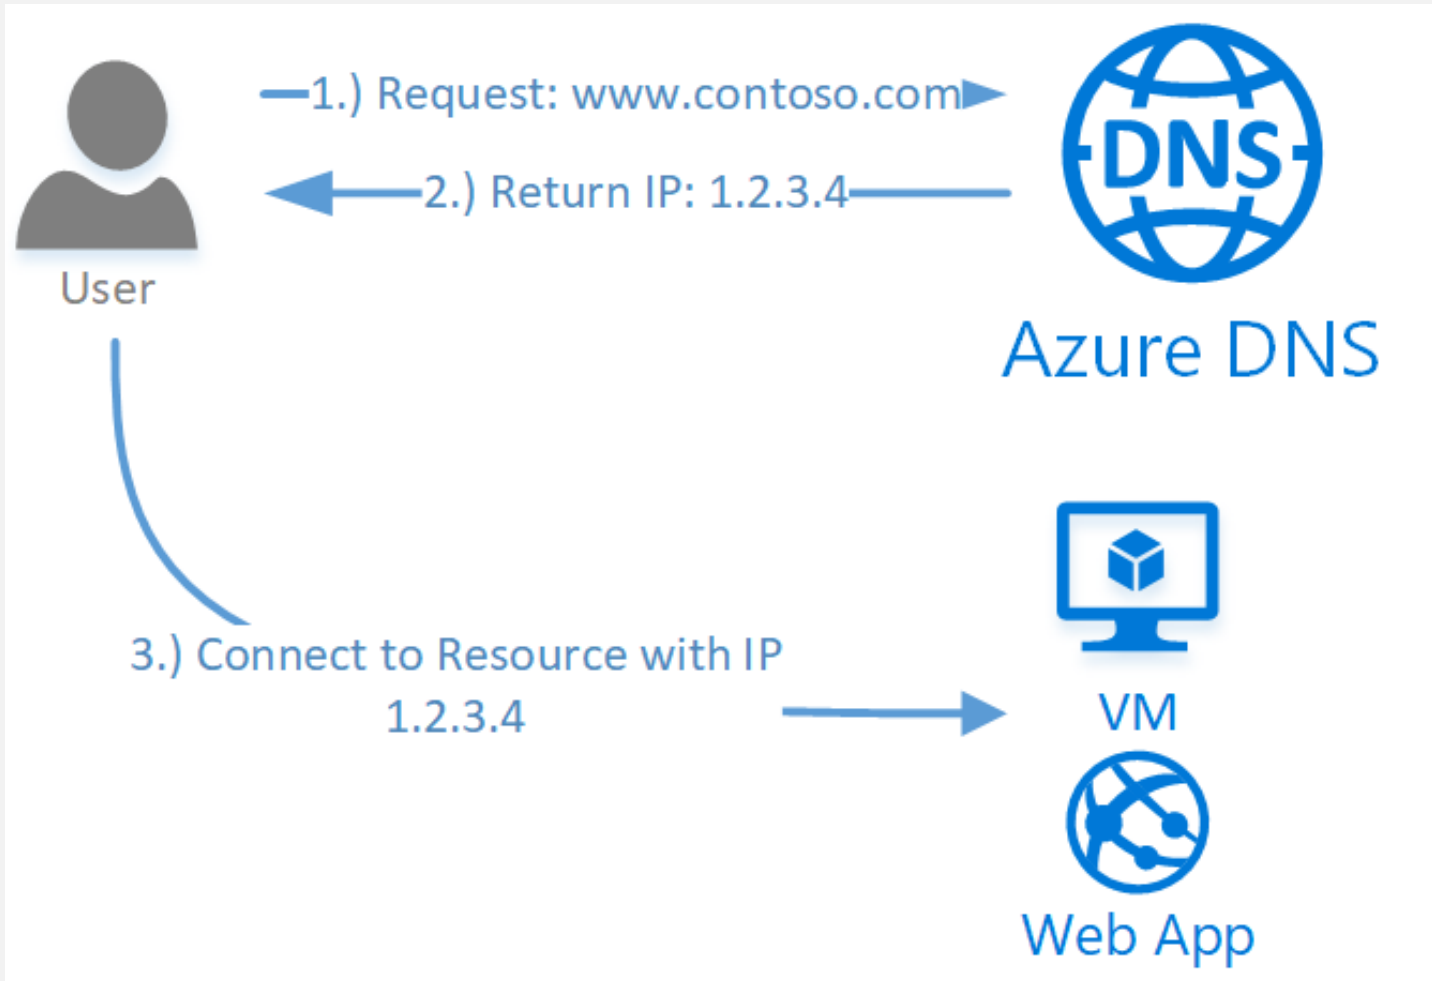 1.) Request: www.contoso.com
2.) Return IP: 1.2.3.4
DNS
User
Azure DNS
3.) Connect to Resource with IP
1.2.3.4
VM
Web App